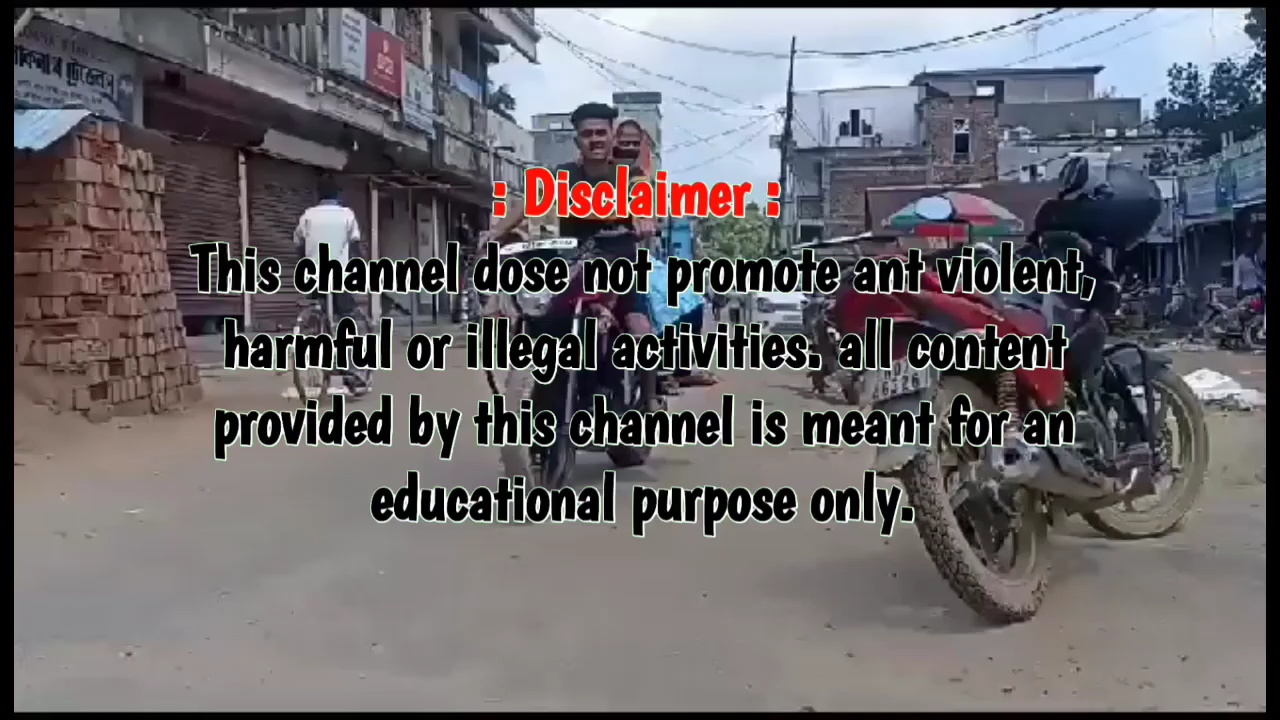 : Disclaimer :
This channel dose not promote ant violent,
harmful or illegal activities. all content
provided by this channel is meant for an
educational purpose only.